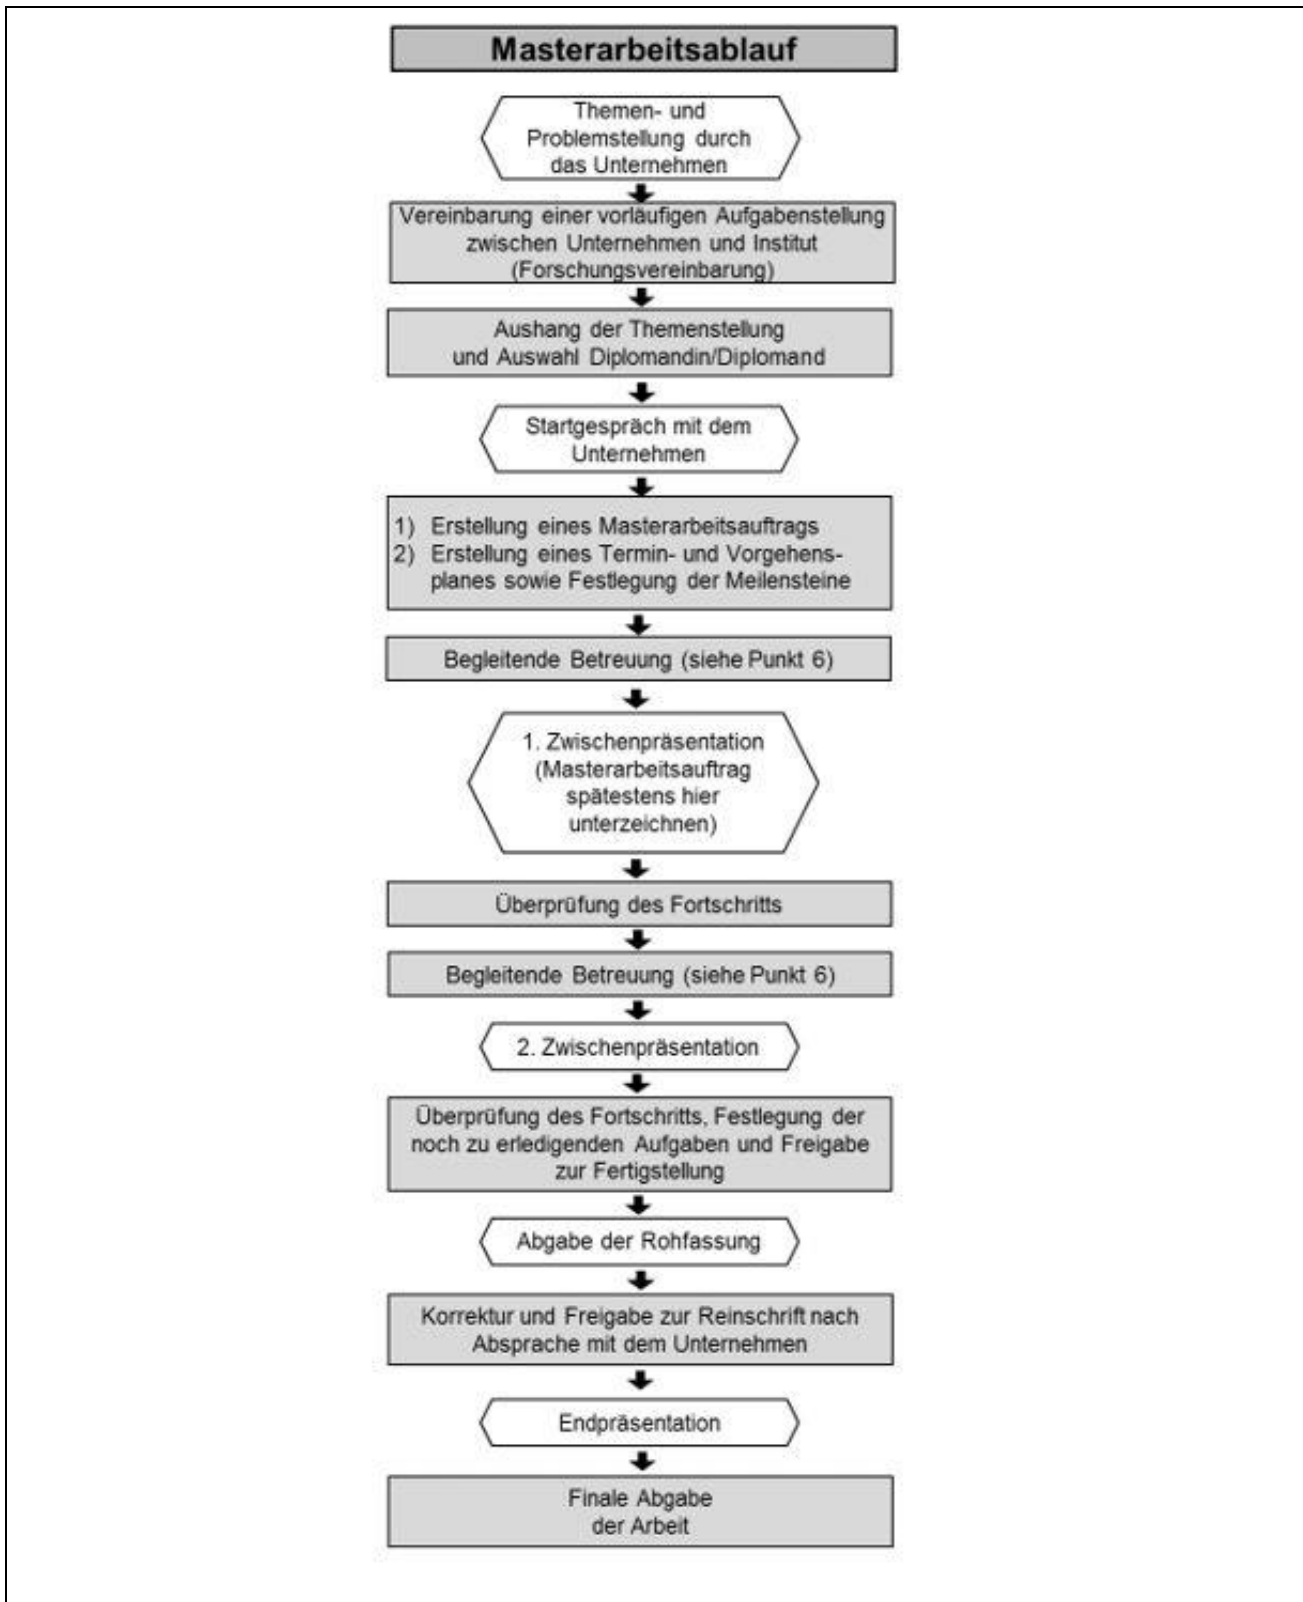 Masterarbeitsablauf
Themen- und
Problemstellung durch
das Unternehmen
Vereinbarung einer vorläufigen Aufgabenstellung
zwischen Unternehmen und Institut
(Forschungsvereinbarung)
Aushang der Themenstellung
und Auswahl Diplomandin/Diplomand
Startgespräch mit dem
Unternehmen
1) Erstellung eines Masterarbeitsauftrags
2) Erstellung eines Termin- und Vorgehens-
planes sowie Festlegung der Meilensteine
Begleitende Betreuung (siehe Punkt 6)
1. Zwischenpräsentation
(Masterarbeitsauftrag
spätestens hier
unterzeichnen)
Überprüfung des Fortschritts
Begleitende Betreuung (siehe Punkt 6)
2. Zwischenpräsentation
Überprüfung des Fortschritts, Festlegung der
noch zu erledigenden Aufgaben und Freigabe
zur Fertigstellung
Abgabe der Rohfassung
Korrektur und Freigabe zur Reinschrift nach
Absprache mit dem Unternehmen
Endpräsentation
Finale Abgabe
der Arbeit